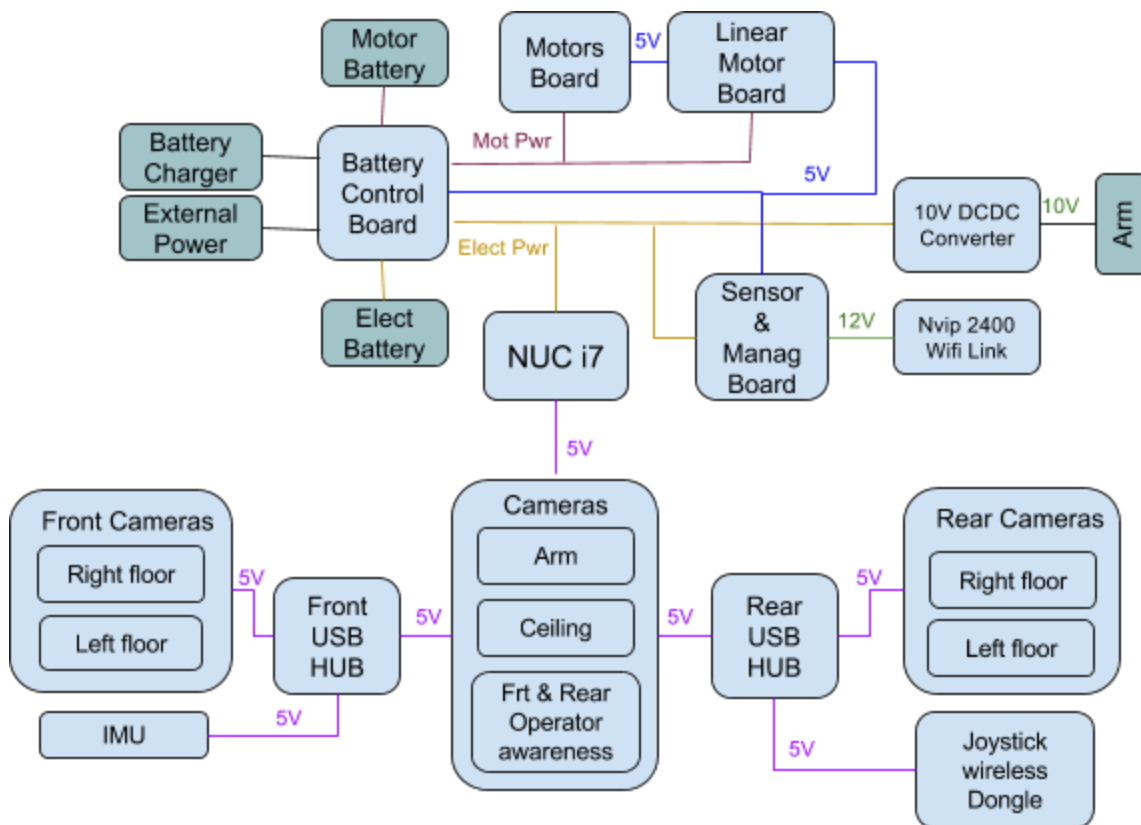 Motor
Battery
Motors
Board
5V
Linear
Motor
Board
Battery
Charger
External
Power
Battery
Control
Board
Mot Pwr
5V
Elect Pwr
10V DCDC
Converter
10V
Arm
Elect
Battery
NUC i7
Sensor
&
Manag
Board
12V
Nvip 2400
Wifi Link
5V
Front Cameras
Right floor
Left floor
5V
Front
USB
HUB
5V
IMU
5V
Cameras
Arm
Ceiling
Frt & Rear
Operator
awareness
5V
Rear
USB
HUB
5V
Rear Cameras
Right floor
Left floor
5V
Joystick
wireless
Dongle